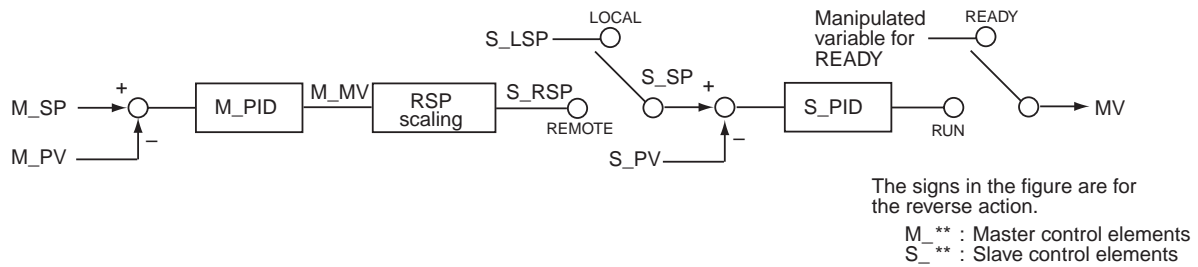 LOCAL
S_LSP
Manipulated
variable for
READY
READY
M_SP
+
M_PID
M_MV
RSP
scaling
S_RSP
REMOTE
S_SP
+
S_PID
RUN
MV
M_PV
−
S_PV
−
The signs in the figure are for
the reverse action.
M_ ** : Master control elements
S_ ** : Slave control elements